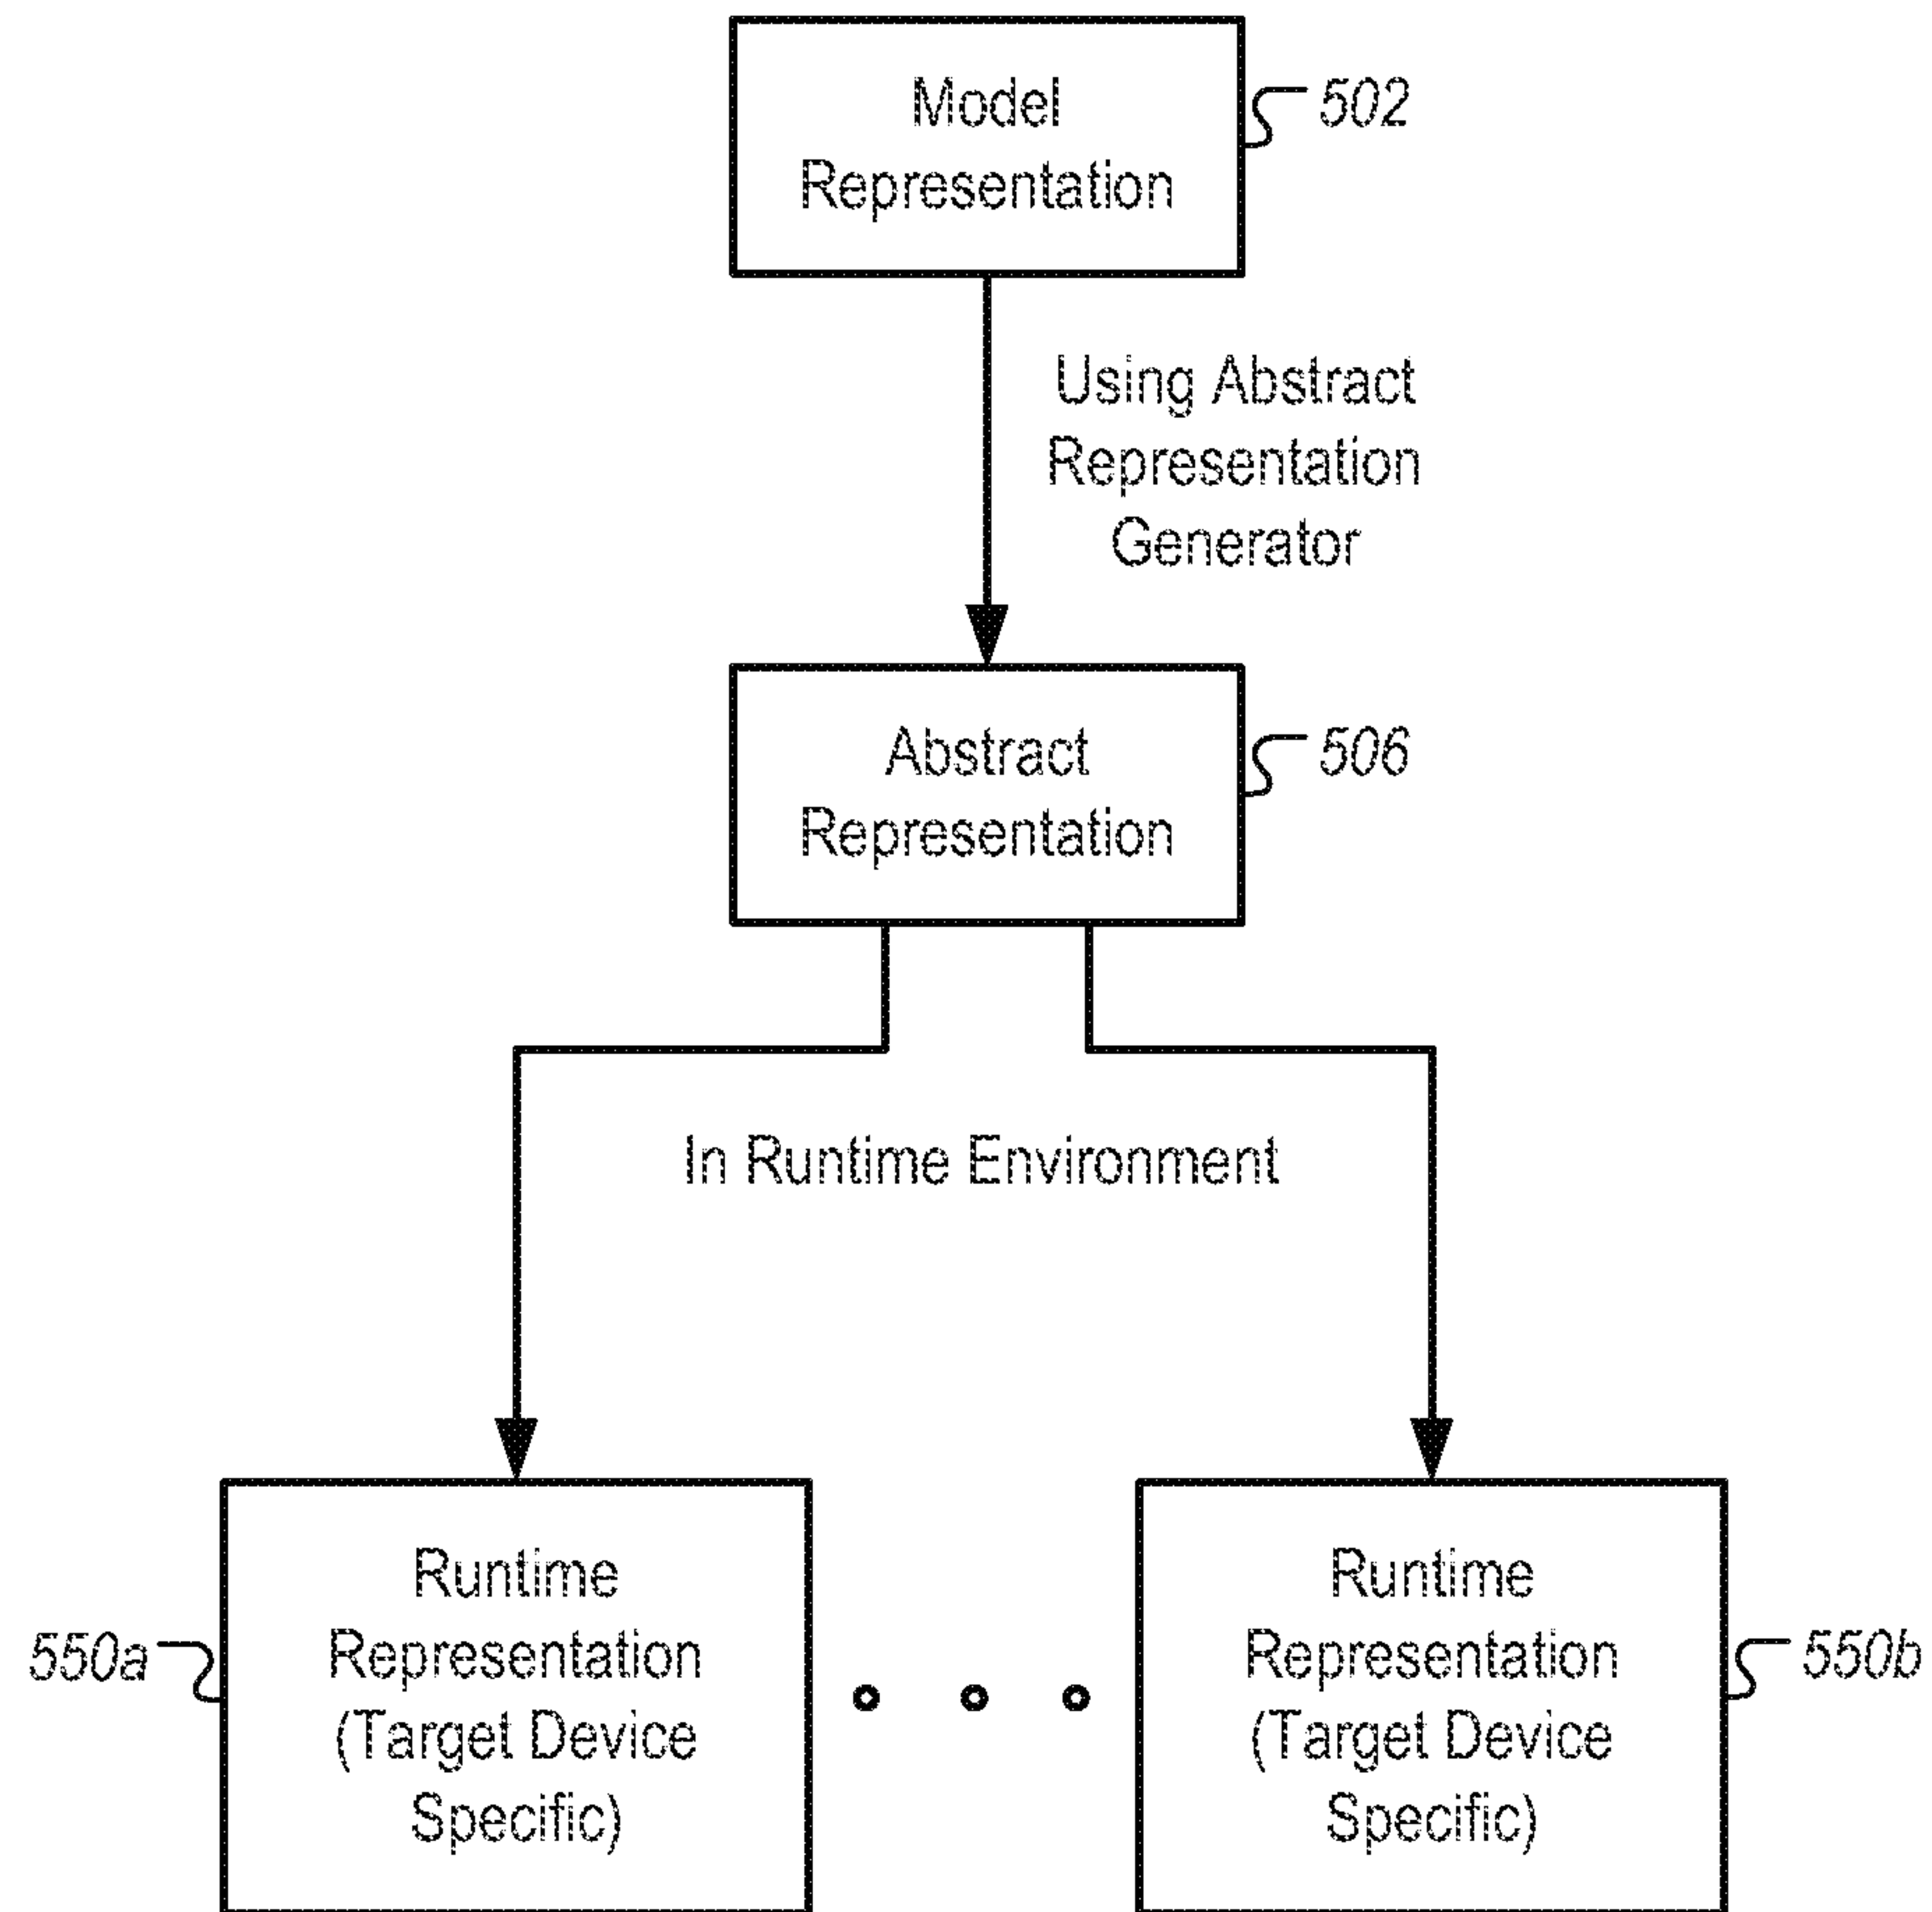 Model
Representation
502
Using Abstract
Representation
Generator
Abstract
Representation
506
In Runtime Environment
Runtime
Representation
(Target Device
Specific)
550a
Runtime
Representation
(Target Device
Specific)
550b